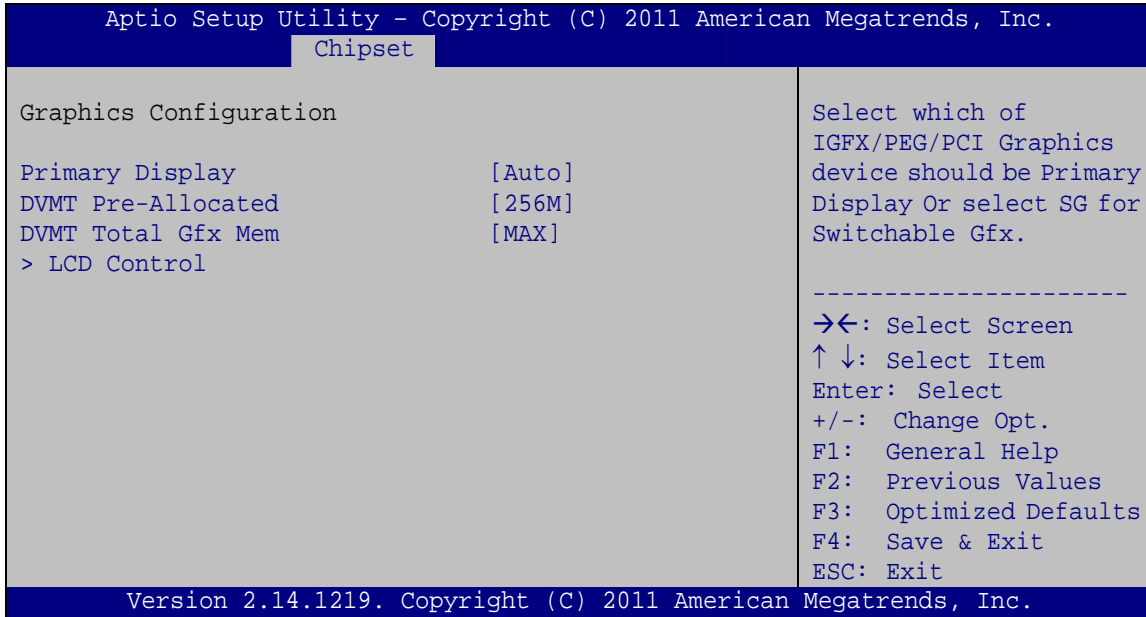 Aptio Setup Utility – Copyright (C) 2011 American Megatrends, Inc.
Chipset
Graphics Configuration
Primary Display [Auto]
DVMT Pre-Allocated [256M]
DVMT Total Gfx Mem [MAX]
> LCD Control
Select which of
IGFX/PEG/PCI Graphics
device should be Primary
Display Or select SG for
Switchable Gfx.
----------------------
→←: Select Screen
↑ ↓: Select Item
Enter: Select
+/-: Change Opt.
F1: General Help
F2: Previous Values
F3: Optimized Defaults
F4: Save & Exit
ESC: Exit
Version 2.14.1219. Copyright (C) 2011 American Megatrends, Inc.